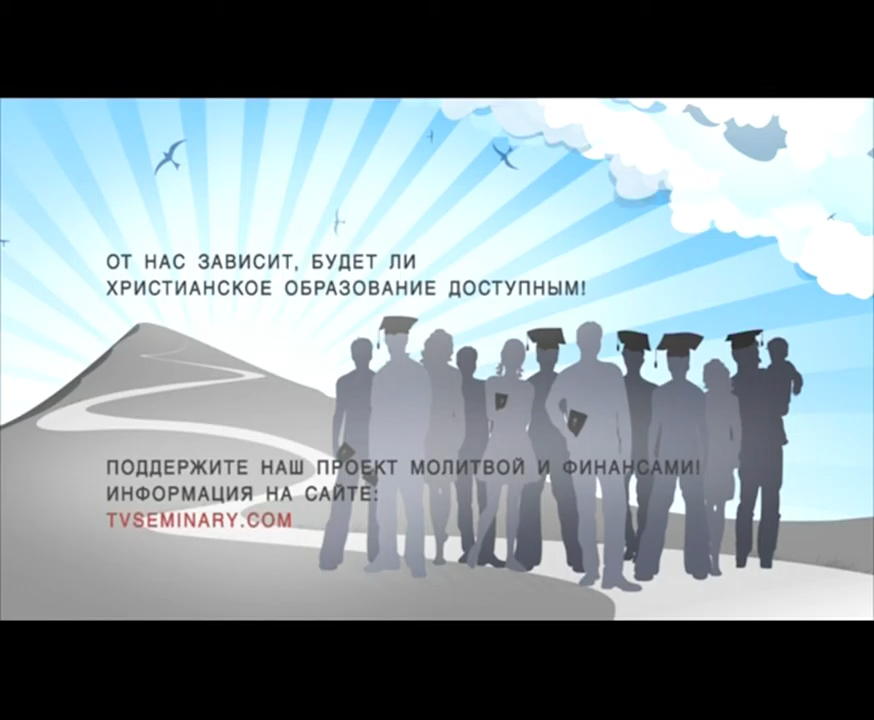 ОТ НАС ЗАВИСИТ, БУДЕТ ЛИ
ХРИСТИАНСКОЕ ОБРАЗОВАНИЕ ДОСТУПНЫМ!
ПОДДЕРЖИТЕ НАШ ПРОЕКТ МОЛИТВОЙ И ФИНАНСАМИ!
ИНФОРМАЦИЯ НА САЙТЕ:
TVSEMINARY.COM